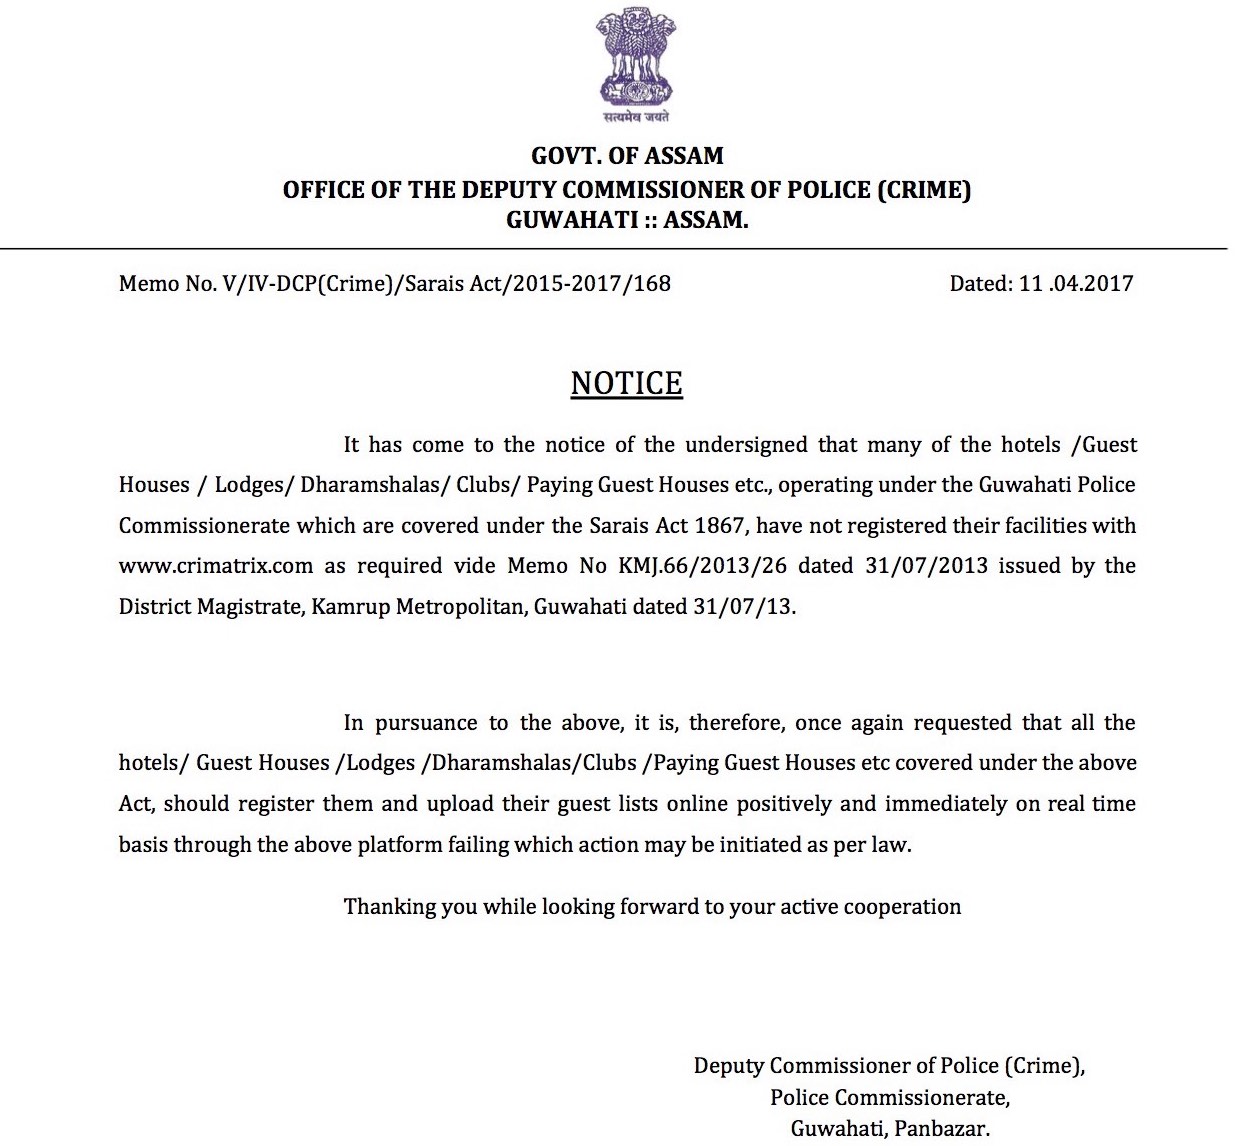 सत्यमेव जयते
GOVT. OF ASSAM
OFFICE OF THE DEPUTY COMMISSIONER OF POLICE (CRIME)
GUWAHATI :: ASSAM.
Memo No. V/IV-DCP(Crime)/Sarais Act/2015-2017/168 Dated: 11 .04.2017
NOTICE
It has come to the notice of the undersigned that many of the hotels /Guest
Houses / Lodges/ Dharamshalas/ Clubs/ Paying Guest Houses etc., operating under the Guwahati Police
Commissionerate which are covered under the Sarais Act 1867, have not registered their facilities with
www.crimatrix.com as required vide Memo No KMJ.66/2013/26 dated 31/07/2013 issued by the
District Magistrate, Kamrup Metropolitan, Guwahati dated 31/07/13.
In pursuance to the above, it is, therefore, once again requested that all the
hotels/ Guest Houses /Lodges /Dharamshalas/Clubs /Paying Guest Houses etc covered under the above
Act, should register them and upload their guest lists online positively and immediately on real time
basis through the above platform failing which action may be initiated as per law.
Thanking you while looking forward to your active cooperation
Deputy Commissioner of Police (Crime),
Police Commissionerate,
Guwahati, Panbazar.